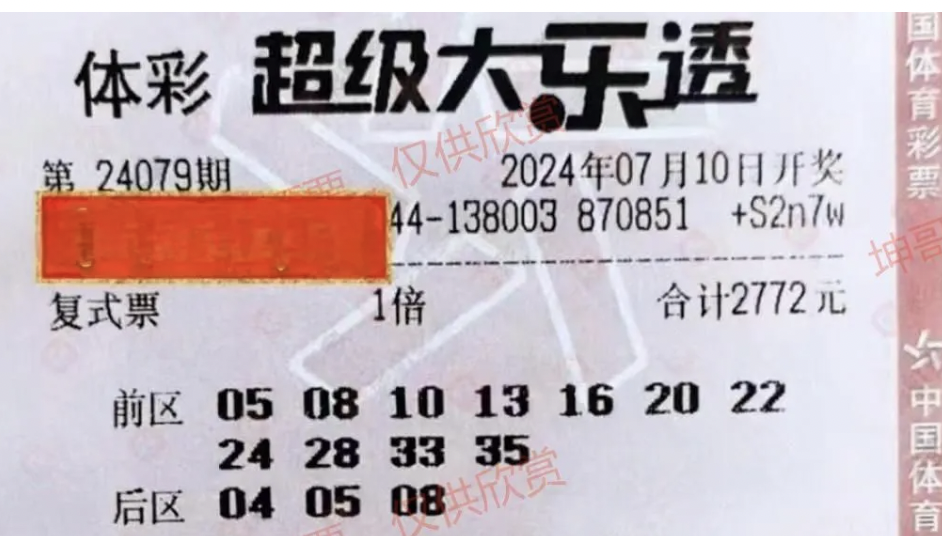 体彩 超级大乐透
第 24079期 2024年07月10日开奖
44-138003 870851 +S2n7w
复式票 1倍 合计2772元
前区 05 08 10 13 16 20 22
24 28 33 35
后区 04 05 08
仅供欣赏
仅供欣赏
坤哥
国体育彩票
中国体育